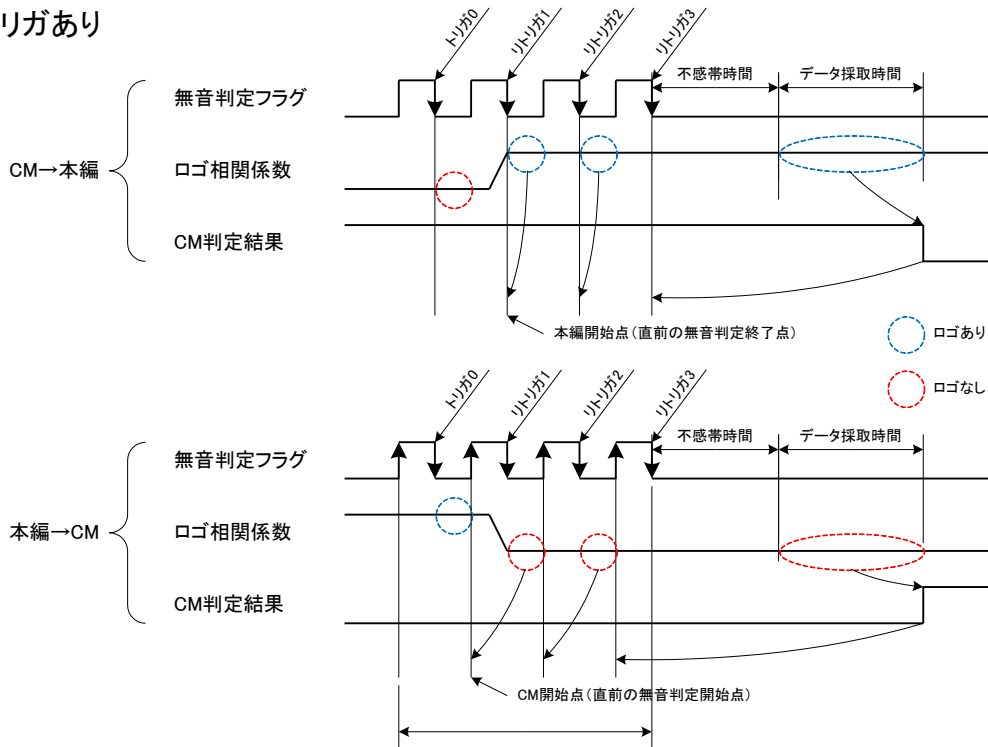 リガあり
トリガ0
リトリガ1
リトリガ2
リトリガ3
不感帯時間
データ採取時間
無音判定フラグ
CM→本編
ロゴ相関係数
CM判定結果
本編開始点(直前の無音判定終了点)
ロゴあり
ロゴなし
トリガ0
リトリガ1
リトリガ2
リトリガ3
不感帯時間
データ採取時間
無音判定フラグ
本編→CM
ロゴ相関係数
CM判定結果
CM開始点(直前の無音判定開始点)